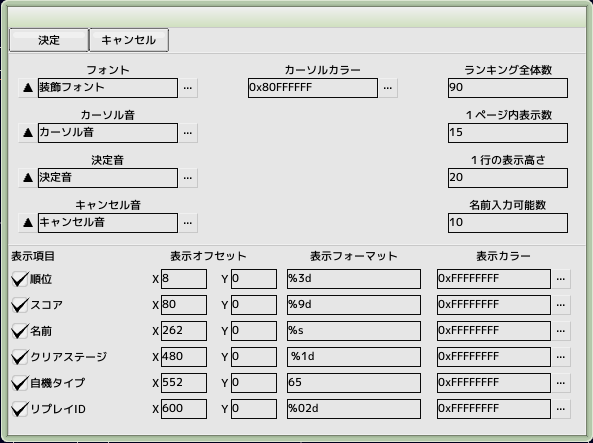 決定 キャンセル
フォント カーソルカラー ランキング全体数
▲ 装飾フォント ... 0x80FFFFFF ... 90
カーソル音 1ページ内表示数
▲ カーソル音 ... 15
決定音 1行の表示高さ
▲ 決定音 ... 20
キャンセル音 名前入力可能数
▲ キャンセル音 ... 10
表示項目 表示オフセット 表示フォーマット 表示カラー
順位 X 8 Y 0 %3d 0xFFFFFFFF ...
スコア X 80 Y 0 %9d 0xFFFFFFFF ...
名前 X 262 Y 0 %s 0xFFFFFFFF ...
クリアステージ X 480 Y 0 %1d 0xFFFFFFFF ...
自機タイプ X 552 Y 0 65 0xFFFFFFFF ...
リプレイID X 600 Y 0 %02d 0xFFFFFFFF ...